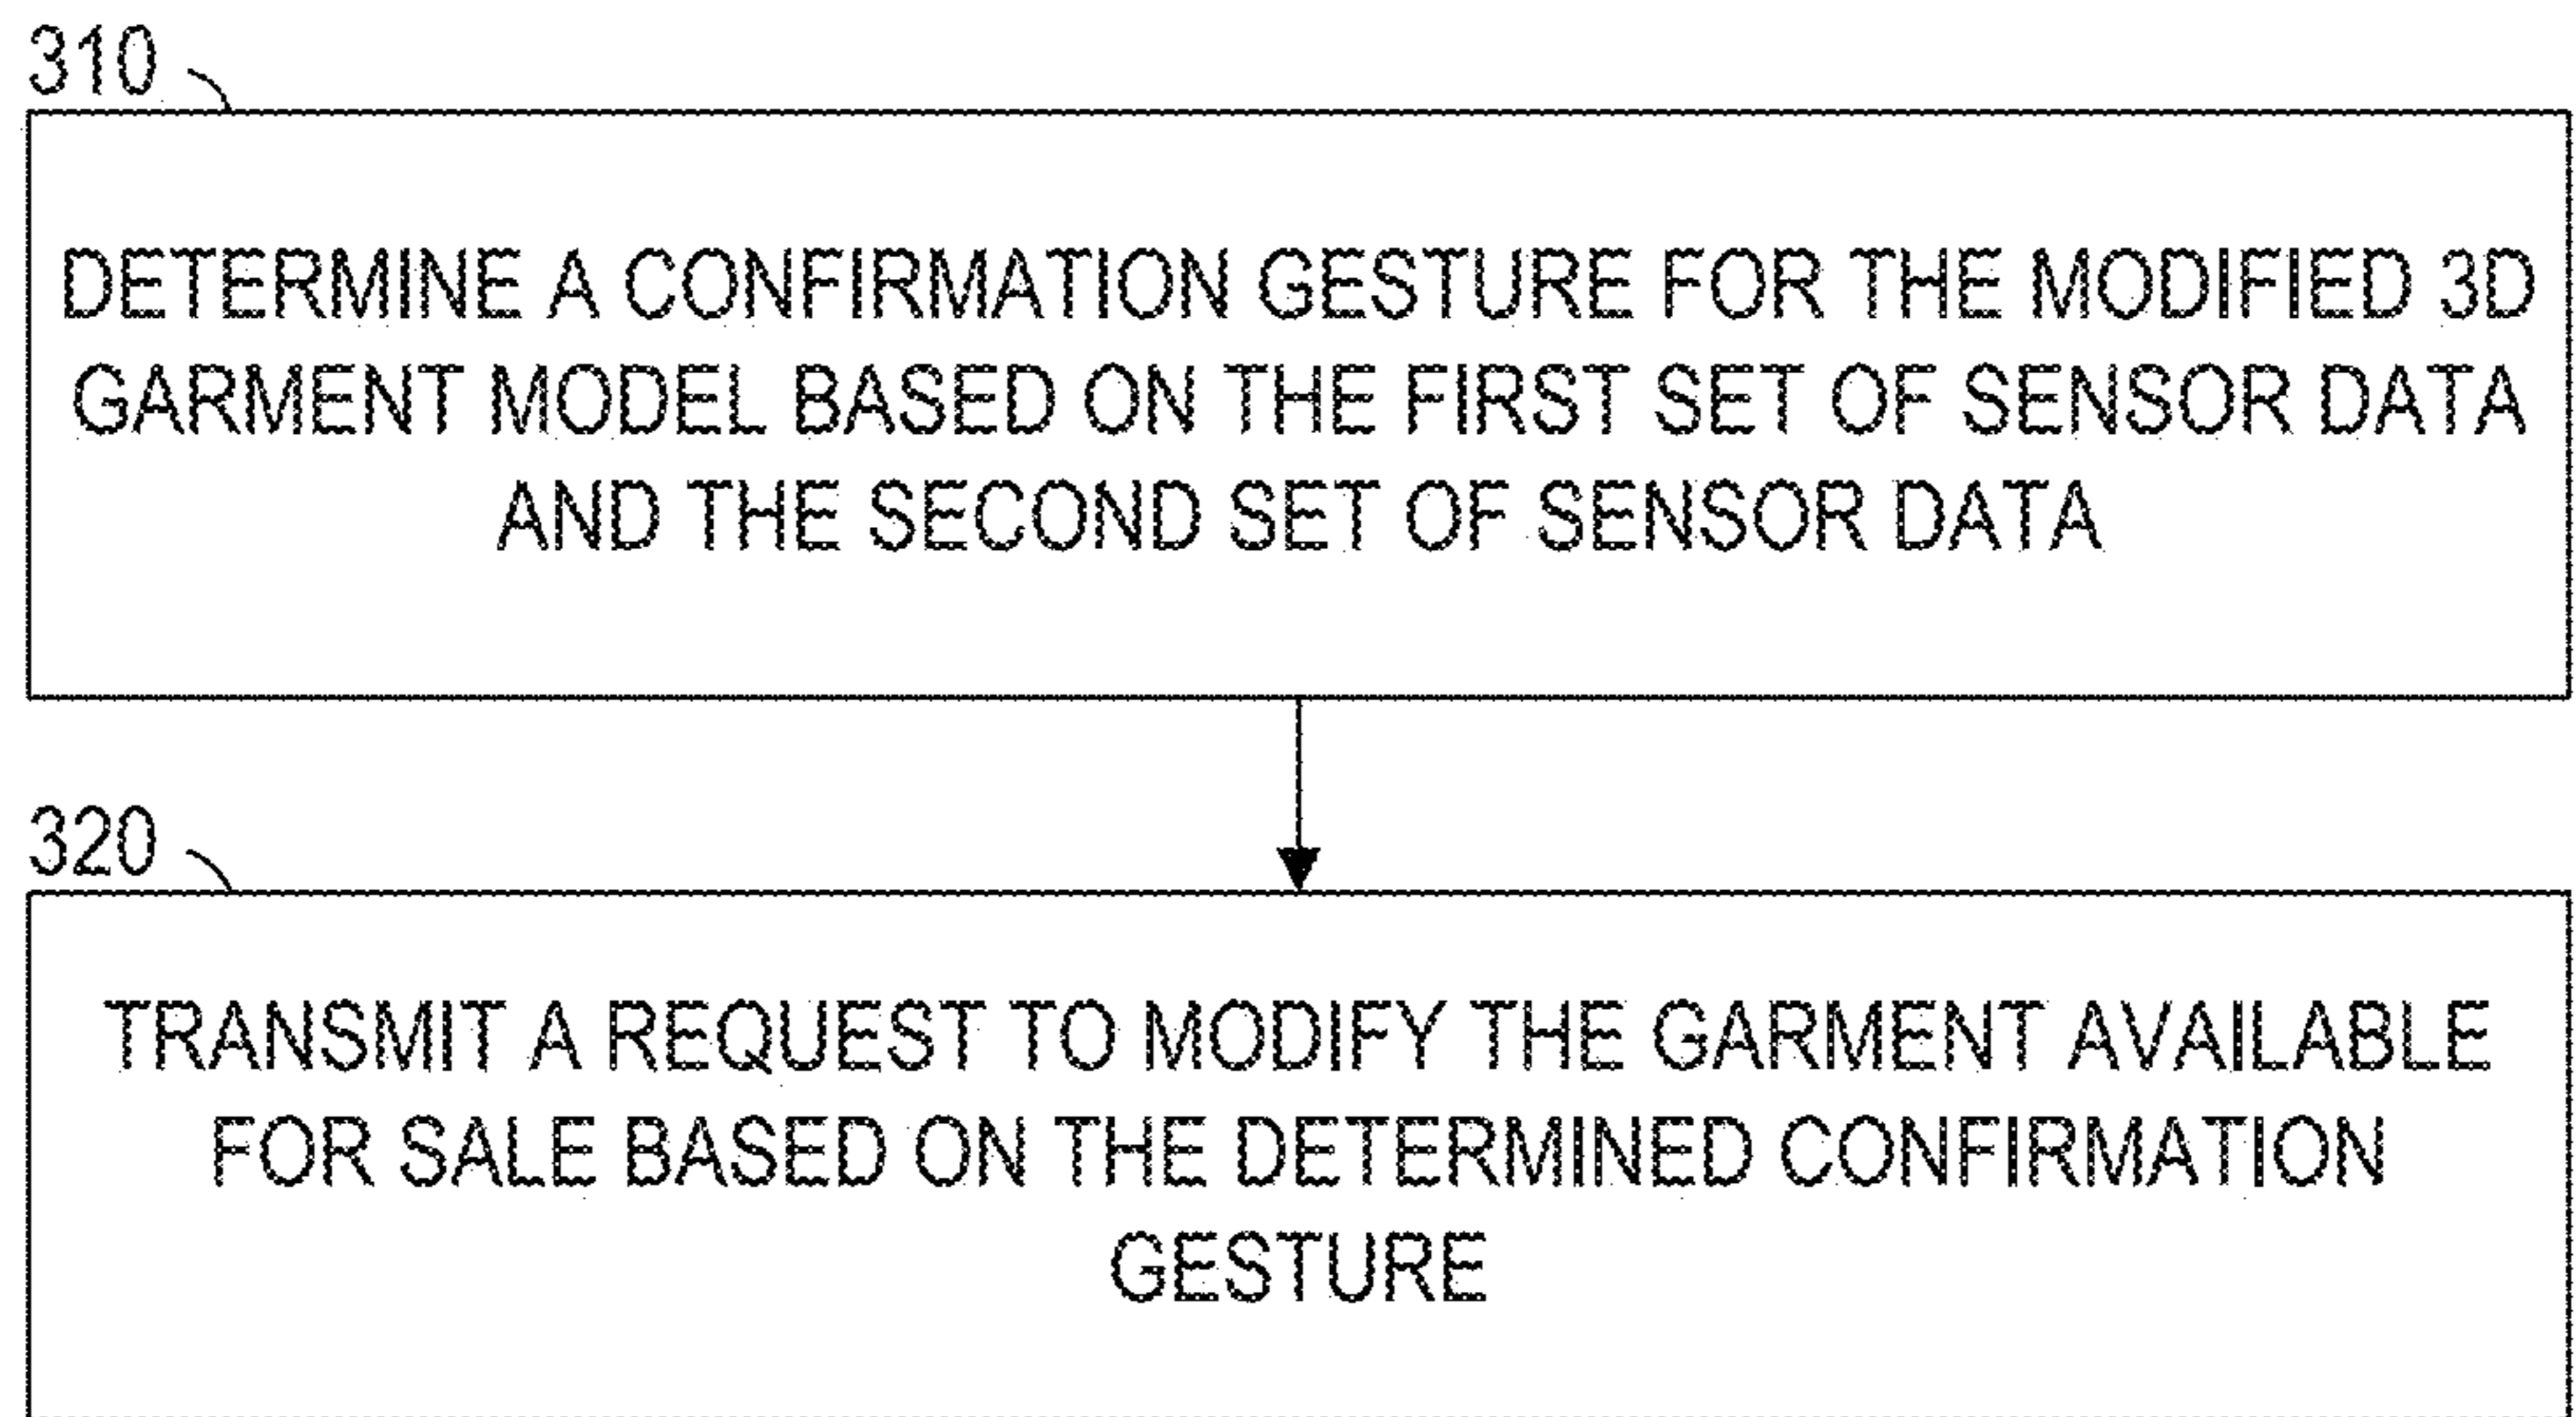 310
DETERMINE A CONFIRMATION GESTURE FOR THE MODIFIED 3D
GARMENT MODEL BASED ON THE FIRST SET OF SENSOR DATA
AND THE SECOND SET OF SENSOR DATA
320
TRANSMIT A REQUEST TO MODIFY THE GARMENT AVAILABLE
FOR SALE BASED ON THE DETERMINED CONFIRMATION
GESTURE